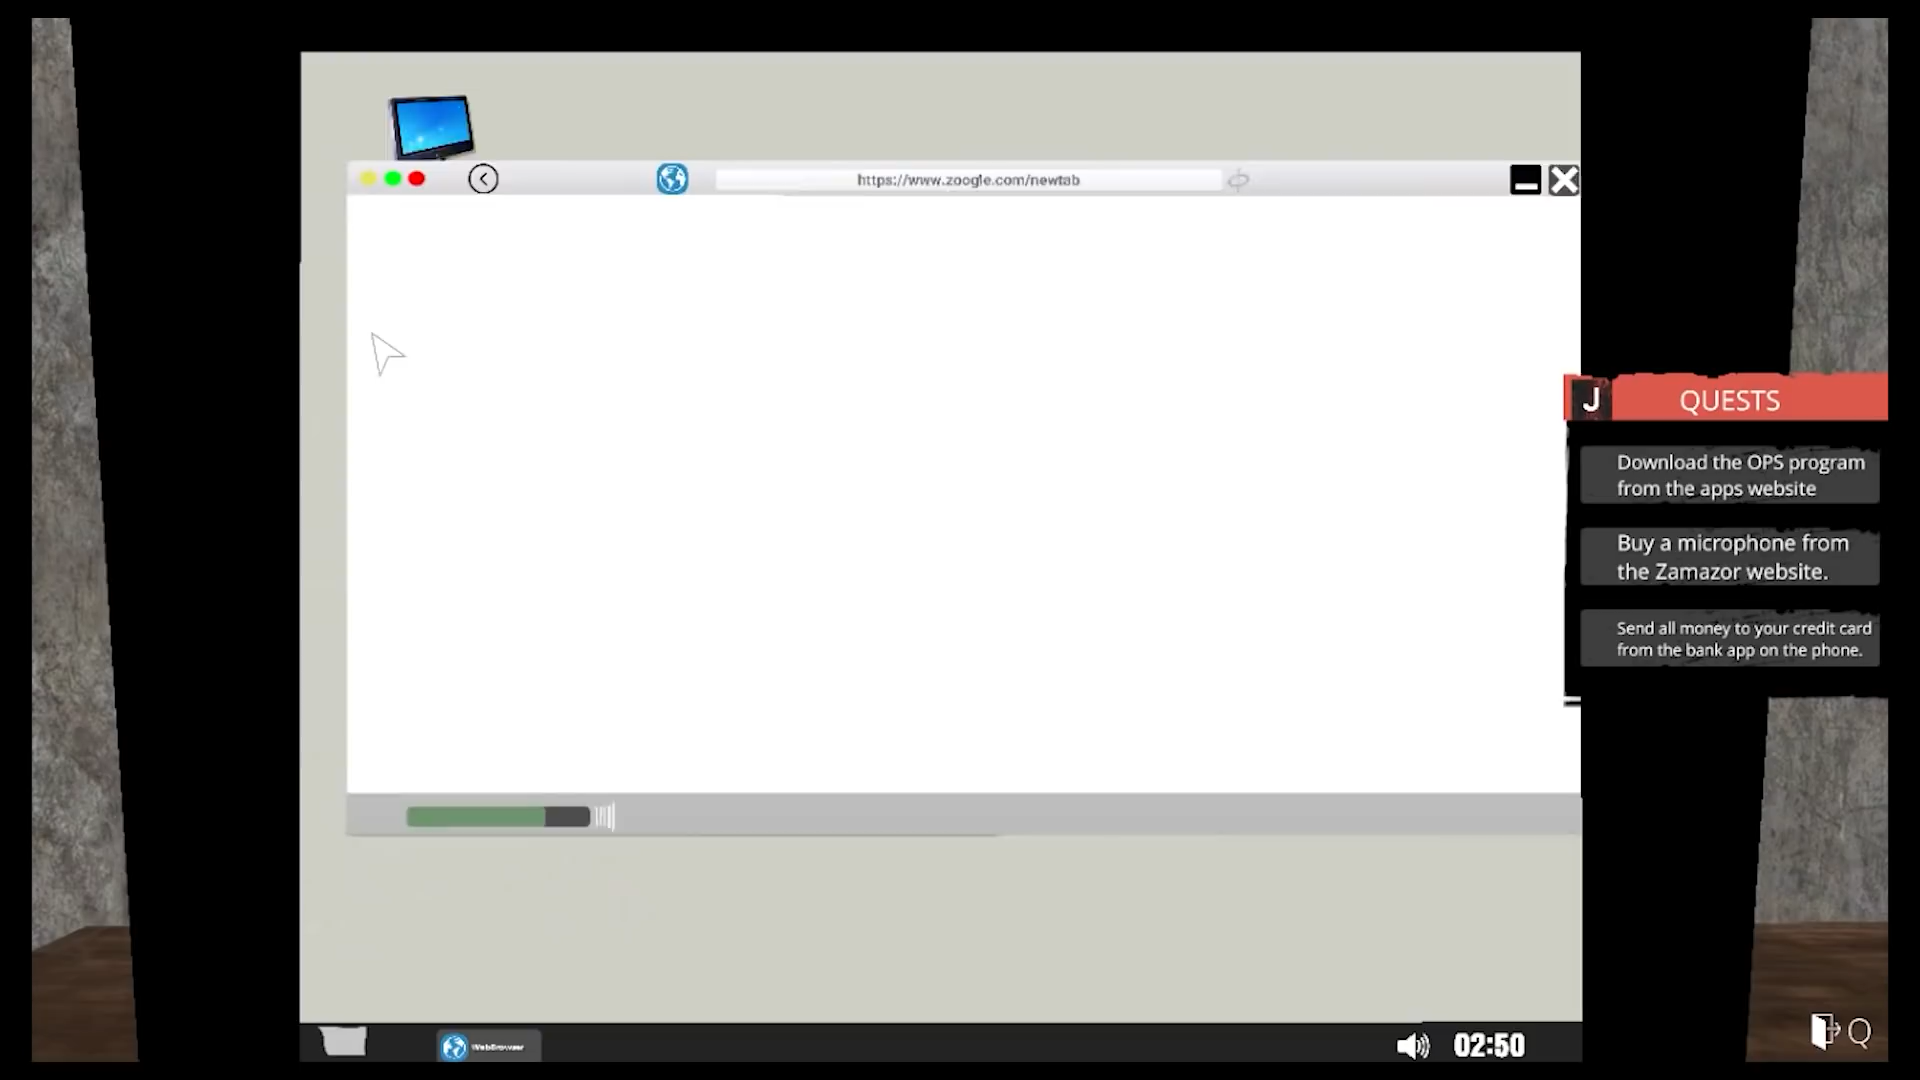 https://www.zoogle.com/newtab
J QUESTS
Download the OPS program
from the apps website
Buy a microphone from
the Zamazor website.
Send all money to your credit card
from the bank app on the phone.
WebBrowser
02:50
Q